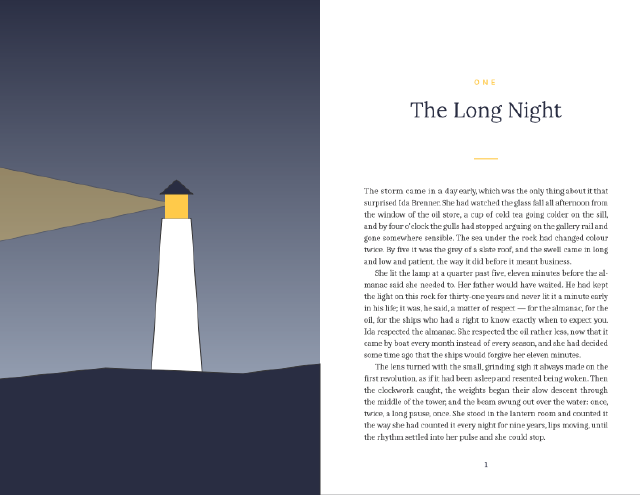 ONE
The Long Night
The storm came in a day early, which was the only thing about it that
surprised Ida Brenner. She had watched the glass fall all afternoon from
the window of the oil store, a cup of cold tea going colder on the sill,
and by four o'clock the gulls had stopped arguing on the gallery rail and
gone somewhere sensible. The sea under the rock had changed colour
twice. By five it was the grey of a slate roof, and the swell came in long
and low and patient, the way it did before it meant business.
She lit the lamp at a quarter past five, eleven minutes before the al-
manac said she needed to. Her father would have waited. He had kept
the light on this rock for thirty-one years and never lit it a minute early
in his life; it was, he said, a matter of respect — for the almanac, for the
oil, for the ships who had a right to know exactly when to expect you.
Ida respected the almanac. She respected the oil rather less, now that it
came by boat every month instead of every season, and she had decided
some time ago that the ships would forgive her eleven minutes.
The lens turned with the small, grinding sigh it always made on the
first revolution, as if it had been asleep and resented being woken. Then
the clockwork caught, the weights began their slow descent through
the middle of the tower, and the beam swung out over the water: once,
twice, a long pause, once. She stood in the lantern room and counted it
the way she had counted it every night for nine years, lips moving, until
the rhythm settled into her pulse and she could stop.
1